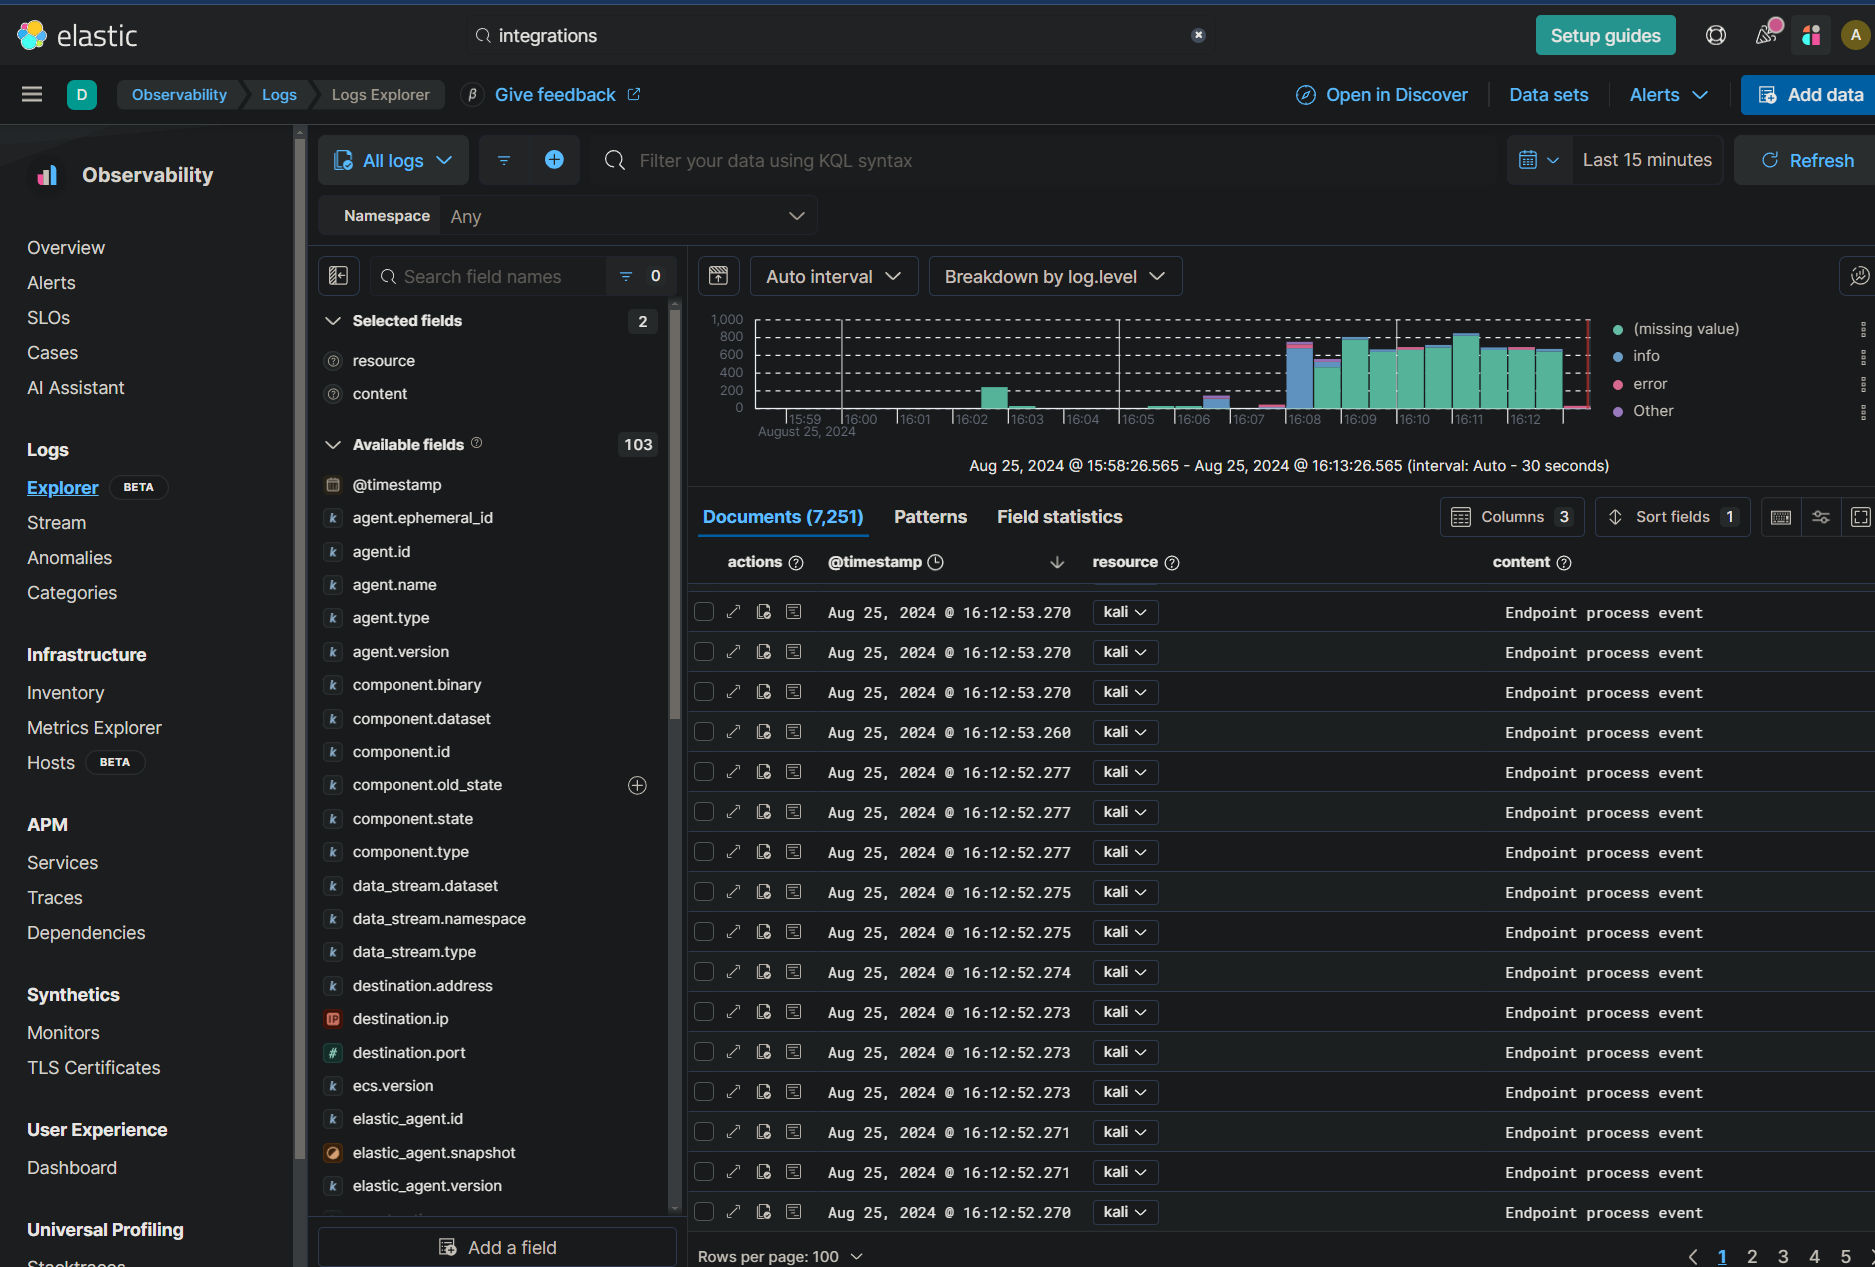 elastic
integrations
Setup guides
A
D
Observability
Logs
Logs Explorer
β
Give feedback
Open in Discover
Data sets
Alerts
Add data
Observability
Overview
Alerts
SLOs
Cases
AI Assistant
Logs
Explorer BETA
Stream
Anomalies
Categories
Infrastructure
Inventory
Metrics Explorer
Hosts BETA
APM
Services
Traces
Dependencies
Synthetics
Monitors
TLS Certificates
User Experience
Dashboard
Universal Profiling
Stacktraces
All logs
Filter your data using KQL syntax
Last 15 minutes
Refresh
Namespace Any
Search field names 0
Selected fields 2
resource
content
Available fields 103
@timestamp
k agent.ephemeral_id
k agent.id
k agent.name
k agent.type
k agent.version
k component.binary
k component.dataset
k component.id
k component.old_state
k component.state
k component.type
k data_stream.dataset
k data_stream.namespace
k data_stream.type
k destination.address
IP destination.ip
# destination.port
k ecs.version
k elastic_agent.id
elastic_agent.snapshot
k elastic_agent.version
Add a field
Auto interval
Breakdown by log.level
1,000
800
600
400
200
0
15:59 16:00 16:01 16:02 16:03 16:04 16:05 16:06 16:07 16:08 16:09 16:10 16:11 16:12
August 25, 2024
(missing value)
info
error
Other
Aug 25, 2024 @ 15:58:26.565 - Aug 25, 2024 @ 16:13:26.565 (interval: Auto - 30 seconds)
Documents (7,251) Patterns Field statistics
Columns 3
Sort fields 1
actions @timestamp resource content
Aug 25, 2024 @ 16:12:53.270 kali Endpoint process event
Aug 25, 2024 @ 16:12:53.270 kali Endpoint process event
Aug 25, 2024 @ 16:12:53.270 kali Endpoint process event
Aug 25, 2024 @ 16:12:53.260 kali Endpoint process event
Aug 25, 2024 @ 16:12:52.277 kali Endpoint process event
Aug 25, 2024 @ 16:12:52.277 kali Endpoint process event
Aug 25, 2024 @ 16:12:52.277 kali Endpoint process event
Aug 25, 2024 @ 16:12:52.275 kali Endpoint process event
Aug 25, 2024 @ 16:12:52.275 kali Endpoint process event
Aug 25, 2024 @ 16:12:52.274 kali Endpoint process event
Aug 25, 2024 @ 16:12:52.273 kali Endpoint process event
Aug 25, 2024 @ 16:12:52.273 kali Endpoint process event
Aug 25, 2024 @ 16:12:52.273 kali Endpoint process event
Aug 25, 2024 @ 16:12:52.271 kali Endpoint process event
Aug 25, 2024 @ 16:12:52.271 kali Endpoint process event
Aug 25, 2024 @ 16:12:52.270 kali Endpoint process event
Rows per page: 100
1 2 3 4 5